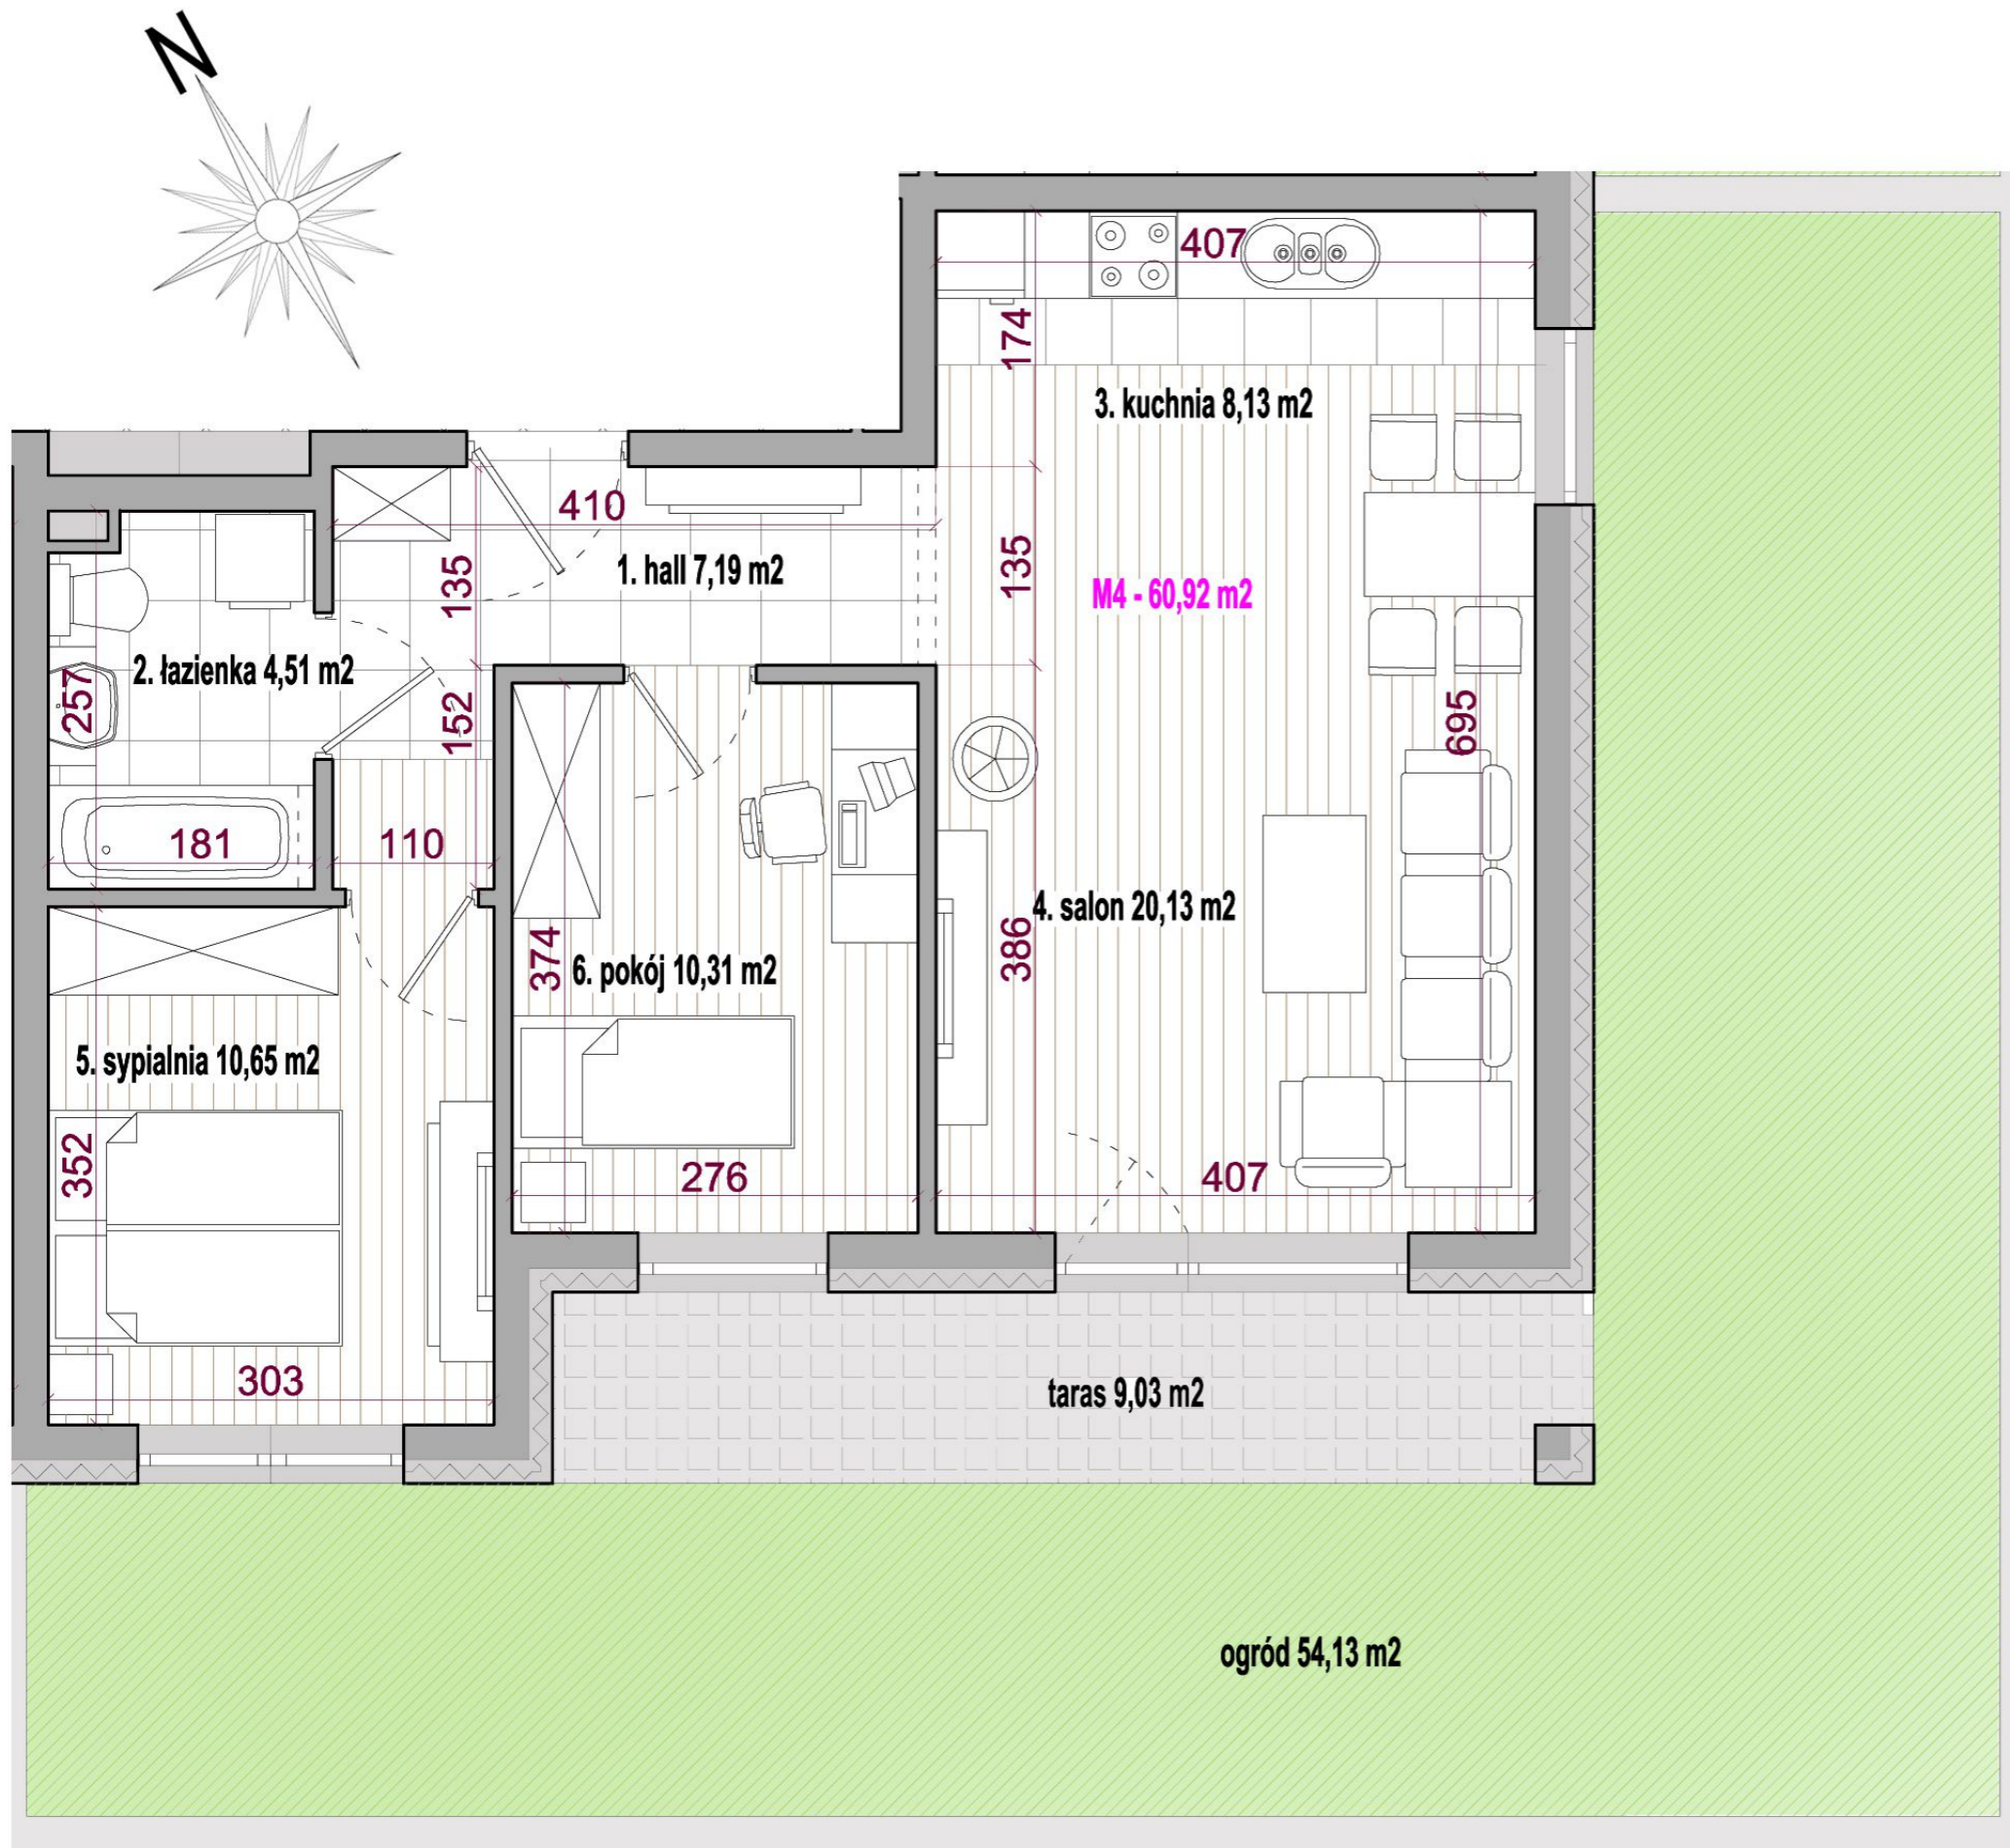 N
407
174
3. kuchnia 8,13 m2
410
135
1. hall 7,19 m2
135
M4 - 60,92 m2
2. łazienka 4,51 m2
257
152
695
181
110
4. salon 20,13 m2
374
386
6. pokój 10,31 m2
5. sypialnia 10,65 m2
352
276
407
303
taras 9,03 m2
ogród 54,13 m2